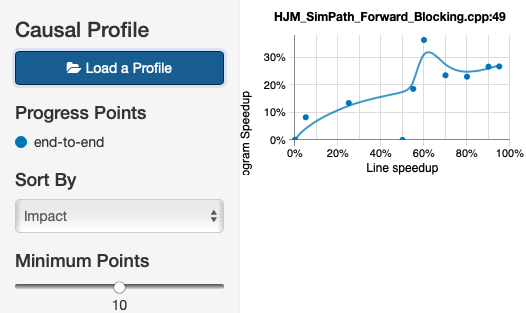 Causal Profile
Load a Profile
Progress Points
end-to-end
Sort By
Impact
Minimum Points
10
HJM_SimPath_Forward_Blocking.cpp:49
ogram Speedup
30%
20%
10%
0%
0%
20%
40%
60%
80%
100%
Line speedup